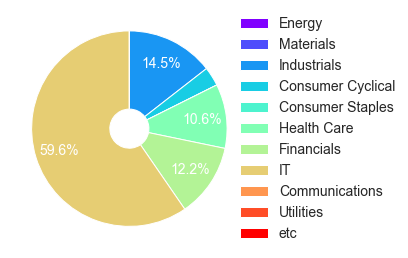 14.5%
10.6%
12.2%
59.6%
Energy
Materials
Industrials
Consumer Cyclical
Consumer Staples
Health Care
Financials
IT
Communications
Utilities
etc